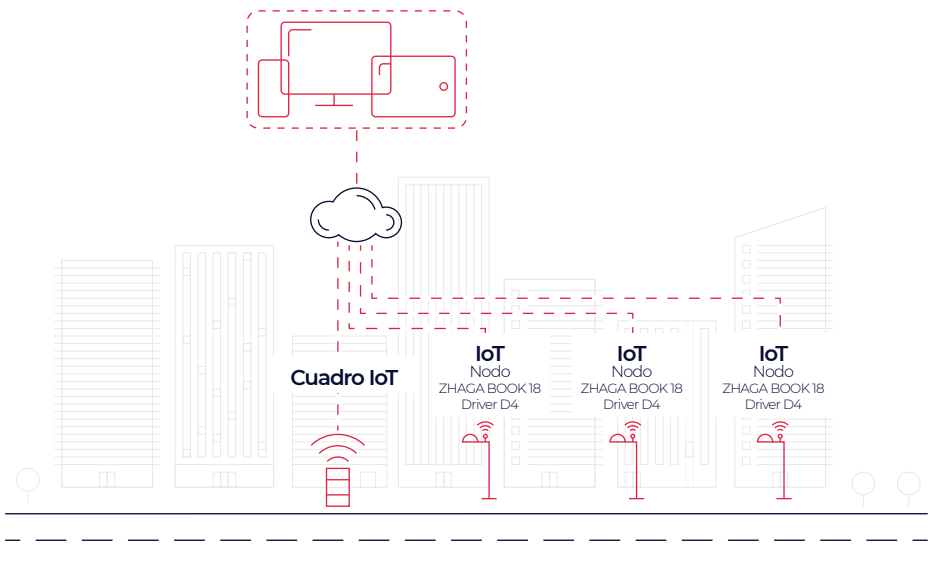 Cuadro IoT
IoT
Nodo
ZHAGA BOOK 18
Driver D4
IoT
Nodo
ZHAGA BOOK 18
Driver D4
IoT
Nodo
ZHAGA BOOK 18
Driver D4